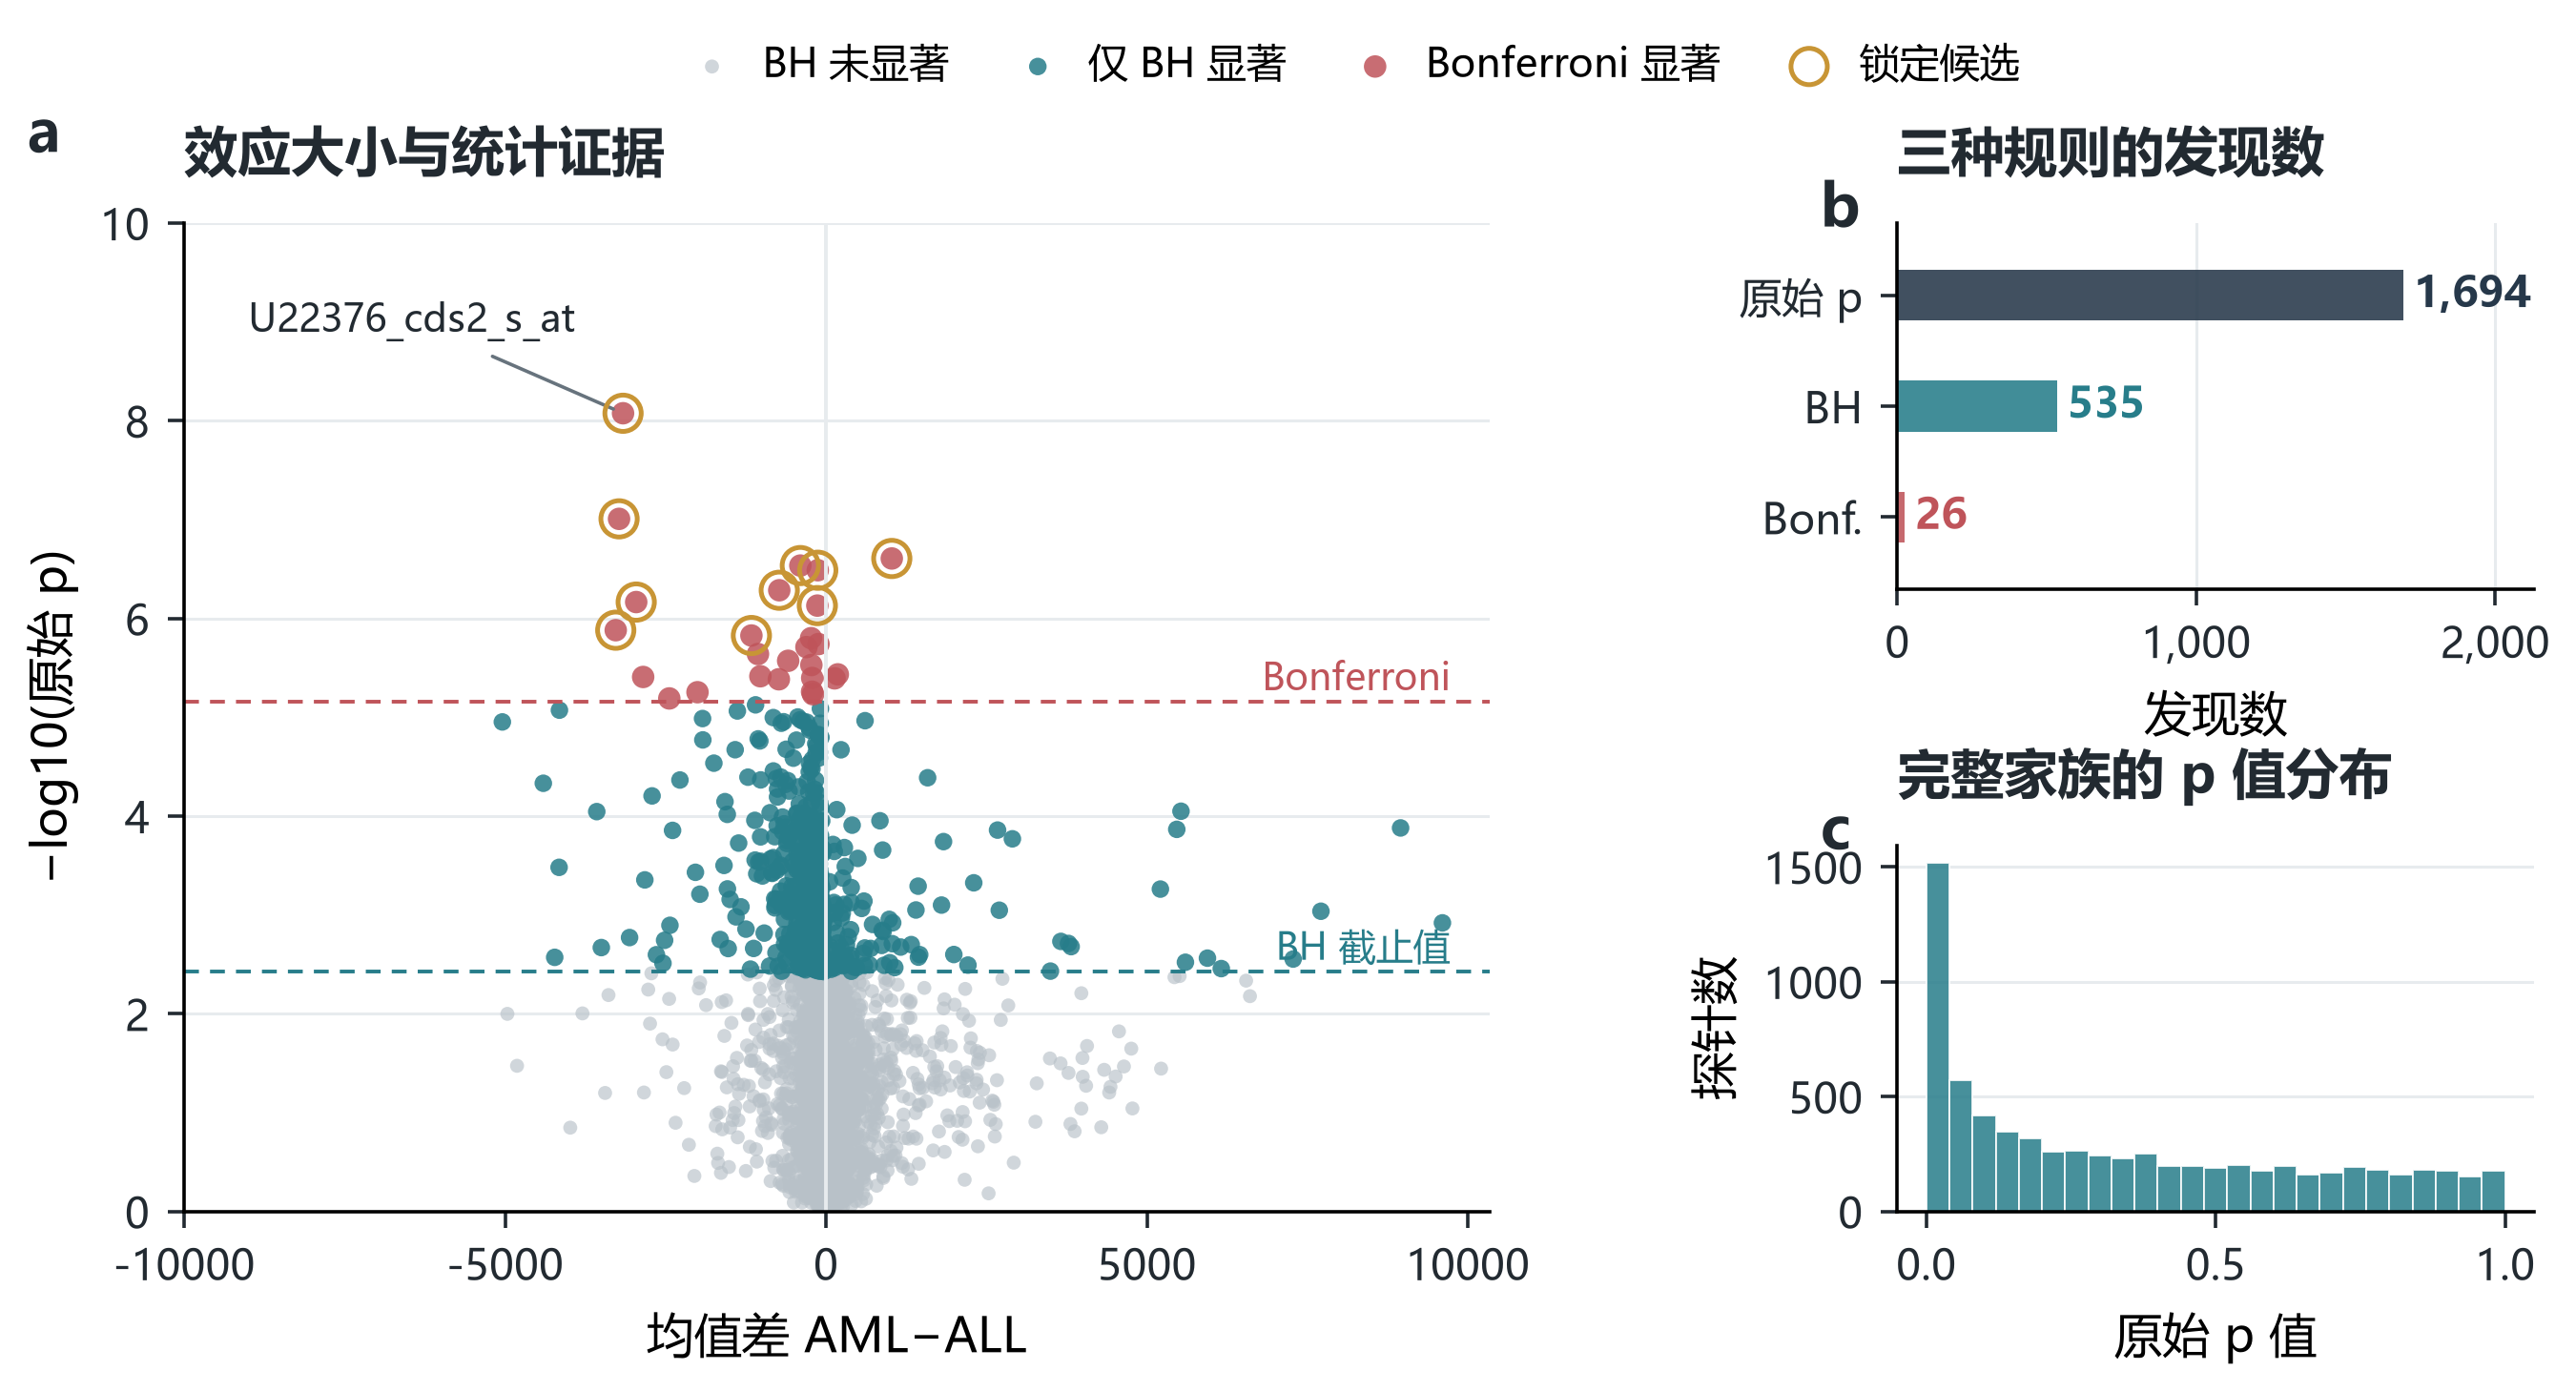 BH 未显著
仅 BH 显著
Bonferroni 显著
锁定候选
a
效应大小与统计证据
10
8
6
4
2
0
−log10(原始 p)
U22376_cds2_s_at
Bonferroni
BH 截止值
-10000
-5000
0
5000
10000
均值差 AML−ALL
三种规则的发现数
b
原始 p
1,694
BH
535
Bonf.
26
0
1,000
2,000
发现数
完整家族的 p 值分布
c
1500
1000
500
0
探针数
0.0
0.5
1.0
原始 p 值